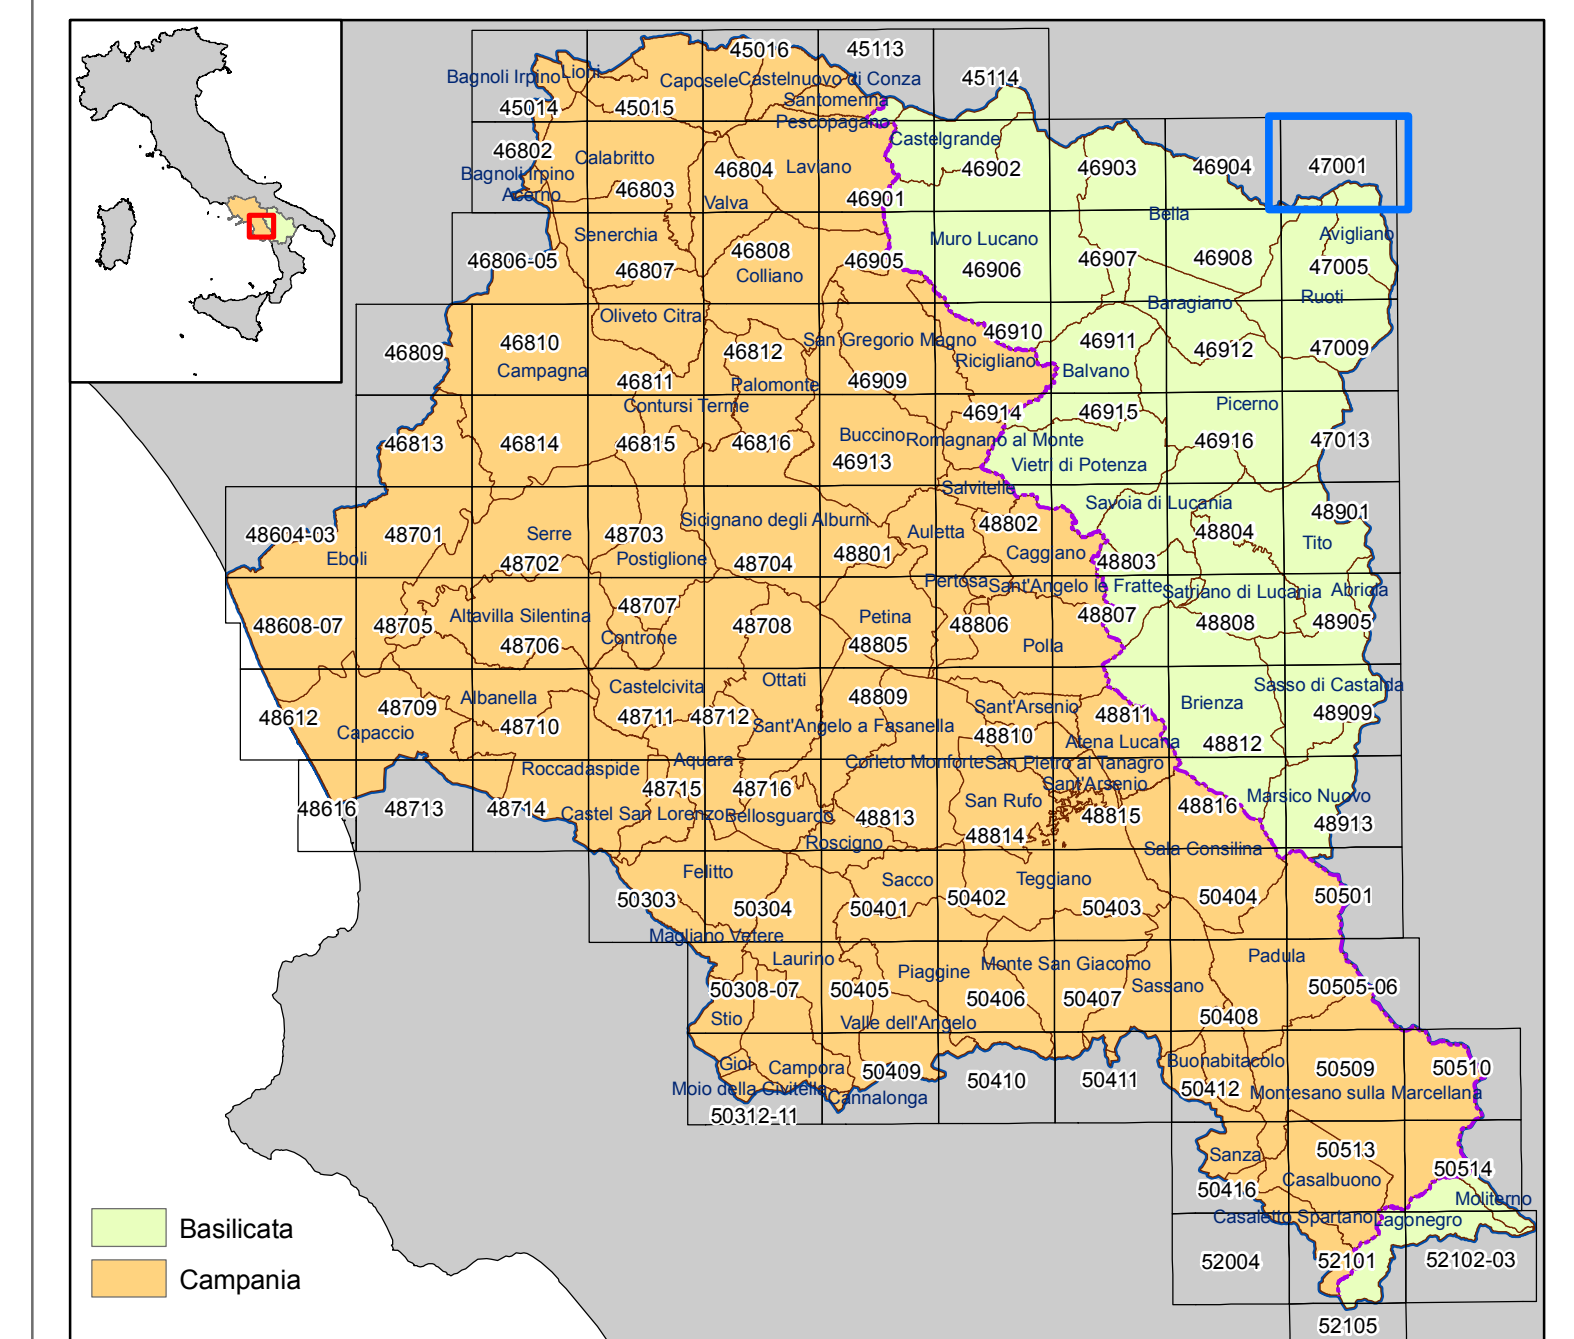 45016
45113
Bagnoli Irpino
Lioni
Caposele
Castelnuovo di Conza
45114
45014
45015
Santomenna
Pescopagano
Castelgrande
46802
Calabritto
46804
Laviano
46902
46903
46904
47001
Bagnoli Irpino
Acerno
46803
Valva
46901
Bella
Senerchia
46808
Muro Lucano
Avigliano
46806-05
46807
Colliano
46905
46906
46907
46908
47005
Oliveto Citra
Baragiano
Ruoti
46809
46810
Campagna
46812
San Gregorio Magno
46910
Ricigliano
46911
46912
47009
46811
Palomonte
46909
Balvano
Contursi Terme
46914
46915
Picerno
46813
46814
46815
46816
Buccino
Romagnano al Monte
46916
47013
46913
Vietri di Potenza
Salvitelle
Savoia di Lucania
48901
48604-03
48701
Serre
48703
Sicignano degli Alburni
Auletta
48802
48804
Tito
Eboli
48702
Postiglione
48704
48801
Caggiano
48803
Pertosa
Sant'Angelo le Fratte
Satriano di Lucania
Abriola
48608-07
48705
Altavilla Silentina
48707
48708
Petina
48806
48807
48808
48905
48706
Controne
48805
Polla
Albanella
Castelcivita
Ottati
48809
Sant'Arsenio
Brienza
Sasso di Castalda
48612
48709
Capaccio
48710
48711
48712
Sant'Angelo a Fasanella
48810
48811
48909
Atena Lucana
48812
Roccadaspide
Aquara
Corleto Monforte
San Pietro al Tanagro
Sant'Arsenio
48616
48713
48714
48715
48716
San Rufo
48815
48816
Marsico Nuovo
Castel San Lorenzo
Bellosguardo
48813
48814
48913
Roscigno
Sala Consilina
Felitto
Sacco
Teggiano
50303
50304
50401
50402
50403
50404
50501
Magliano Vetere
Laurino
Piaggine
Monte San Giacomo
Padula
50308-07
50405
50406
50407
Sassano
50505-06
Stio
Valle dell'Angelo
50408
Gioi
Campora
50409
50410
50411
Buonabitacolo
50509
50510
Moio della Civitella
Cannalonga
50412
Montesano sulla Marcellana
50312-11
Sanza
50513
50514
50416
Casalbuono
Moliterno
Casaletto Spartano
Lagonegro
52004
52101
52102-03
52105
Basilicata
Campania